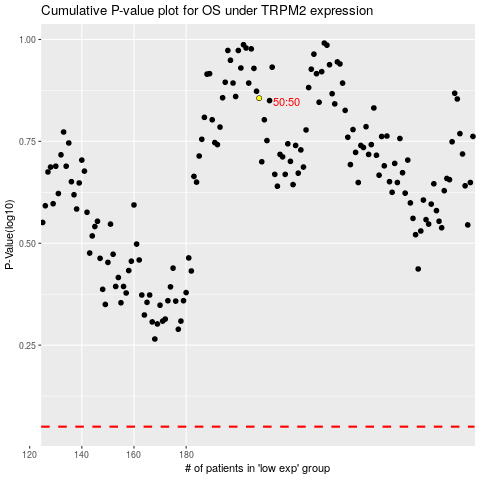 Cumulative P-value plot for OS under TRPM2 expression
P-Value(log10)
1.00
0.75
0.50
0.25
50:50
120 140 160 180
# of patients in 'low exp' group